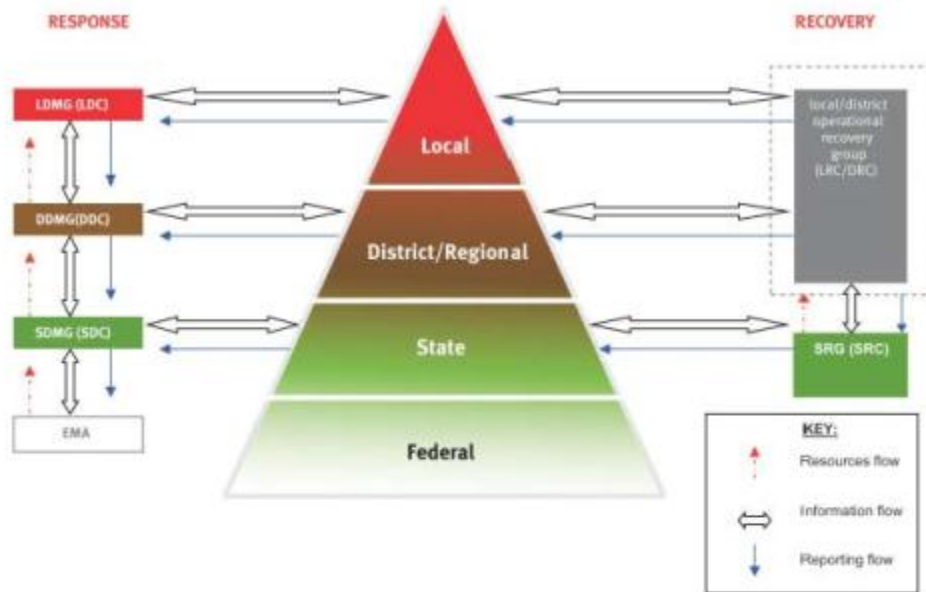 RESPONSE
RECOVERY
LDMG (LDC)
DDMG(DDC)
SDMG (SDC)
EMA
Local
District/Regional
State
Federal
local/district
operational
recovery
group
(LRC/DRC)
SRG (SRC)
KEY:
Resources flow
Information flow
Reporting flow